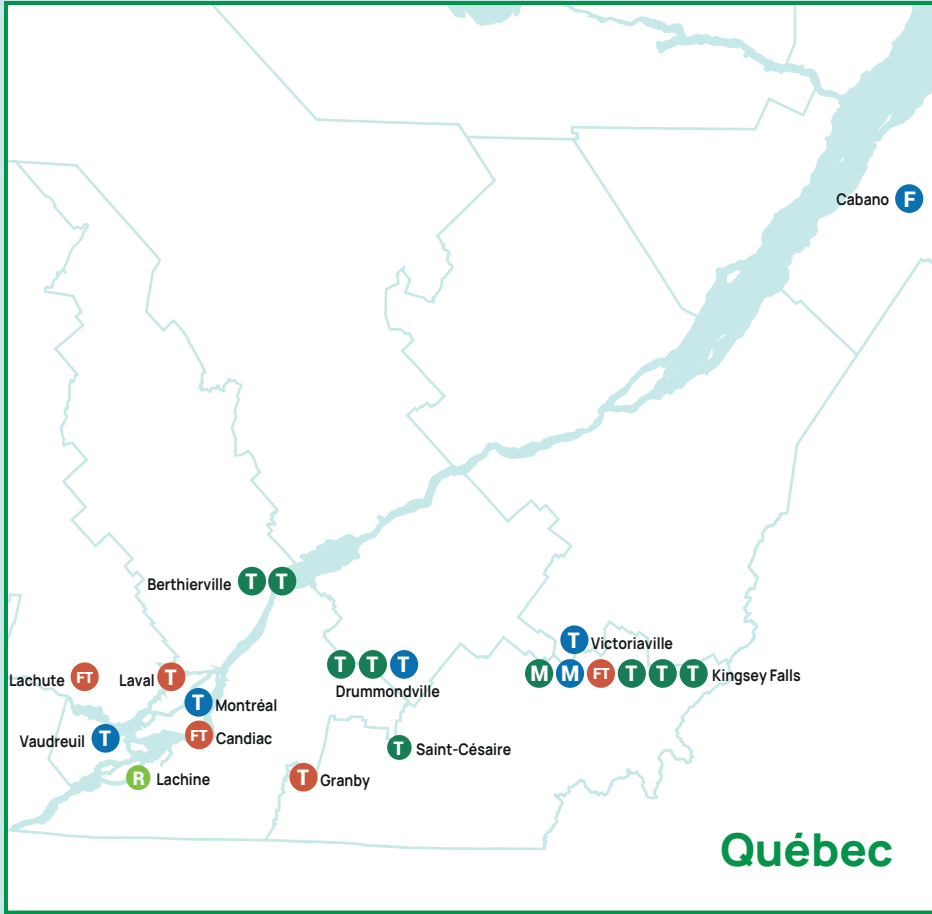 Cabano F
Berthierville T T
T Victoriaville
T T T
Drummondville
M M FT T T T Kingsey Falls
Lachute FT
Laval T
T Montréal
Vaudreuil T
FT Candiac
T Saint-Césaire
R Lachine
T Granby
Québec